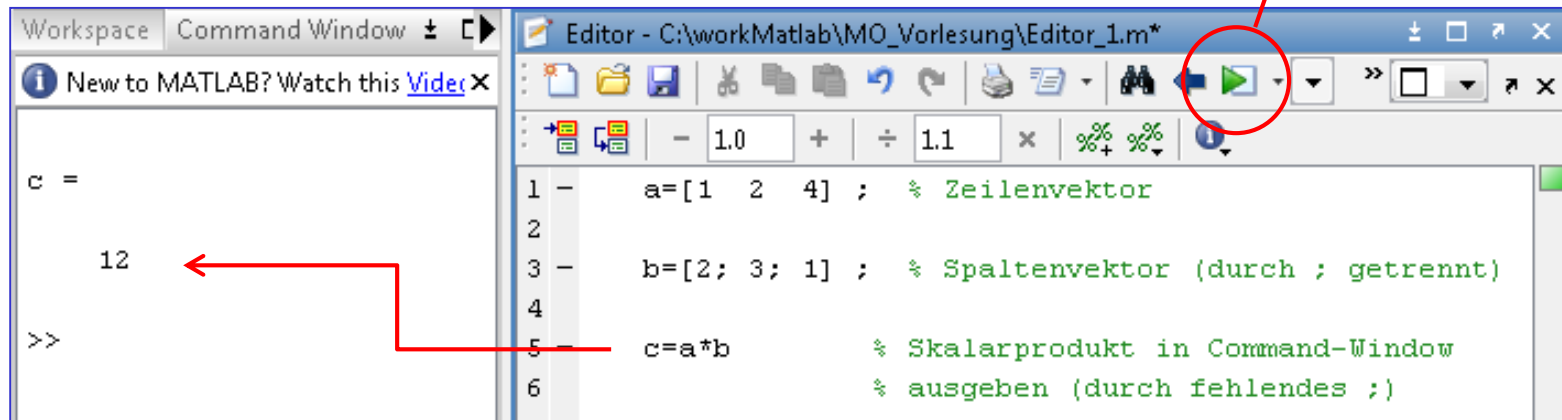 Workspace Command Window
New to MATLAB? Watch this Video
c =
12
>>
Editor - C:\workMatlab\MO_Vorlesung\Editor_1.m*
»
- 1.0 + ÷ 1.1 ×
1 - a=[1 2 4] ; % Zeilenvektor
2
3 - b=[2; 3; 1] ; % Spaltenvektor (durch ; getrennt)
4
5 - c=a*b % Skalarprodukt in Command-Window
6 % ausgeben (durch fehlendes ;)